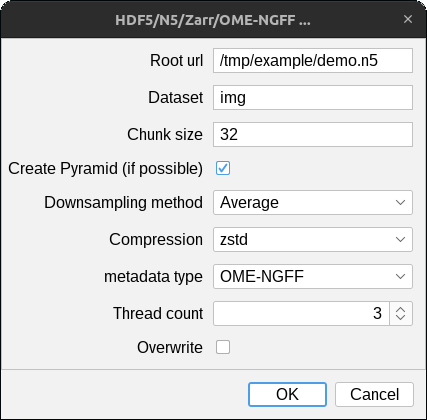 HDF5/N5/Zarr/OME-NGFF ...
Root url /tmp/example/demo.n5
Dataset img
Chunk size 32
Create Pyramid (if possible)
Downsampling method Average
Compression zstd
metadata type OME-NGFF
Thread count 3
Overwrite
OK Cancel